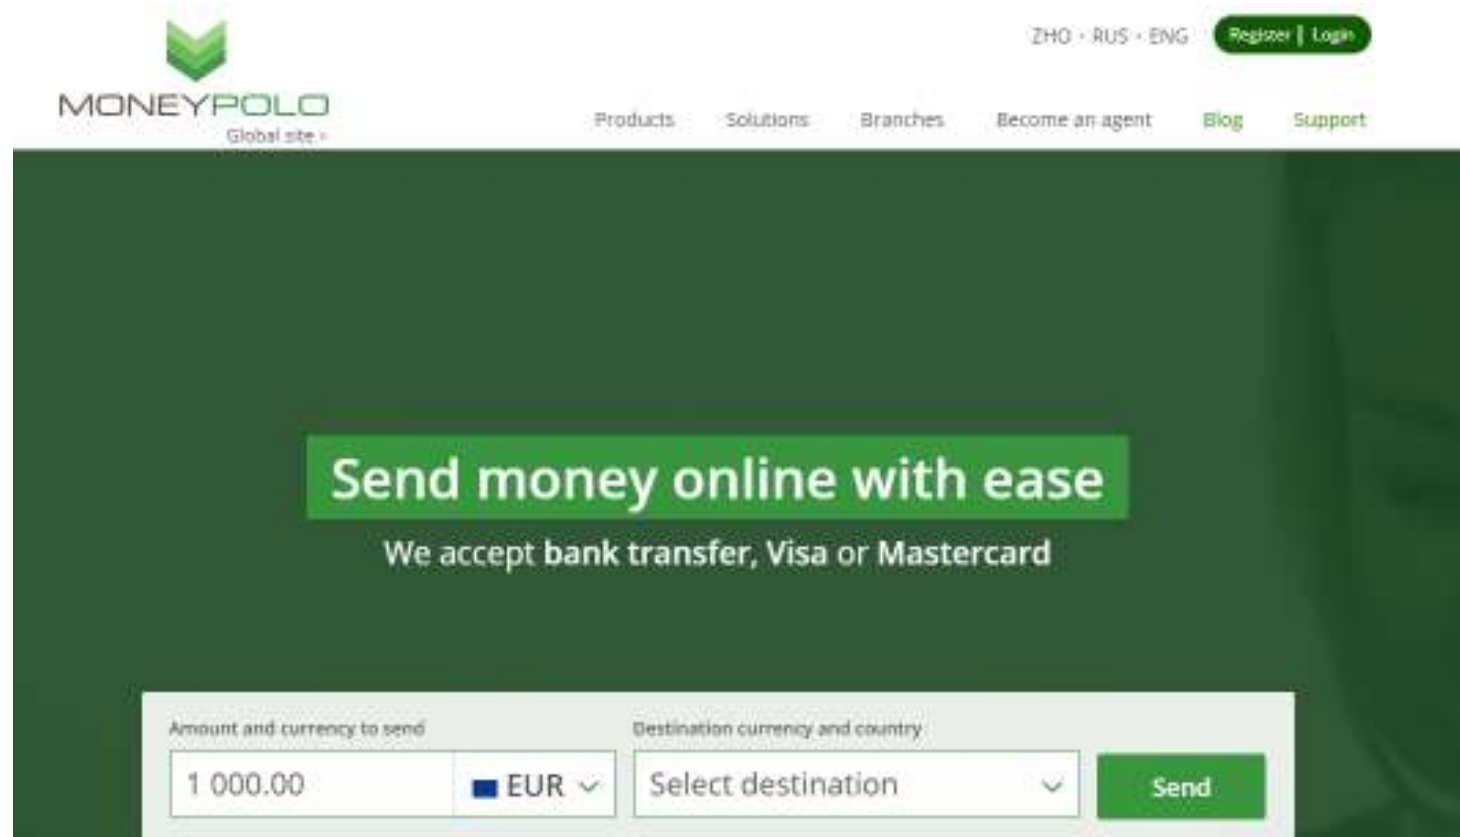 ZHO · RUS · ENG
Register | Login
MONEYPOLO
Global site ›
Products Solutions Branches Become an agent Blog Support
Send money online with ease
We accept bank transfer, Visa or Mastercard
Amount and currency to send
Destination currency and country
1 000.00 EUR
Select destination
Send